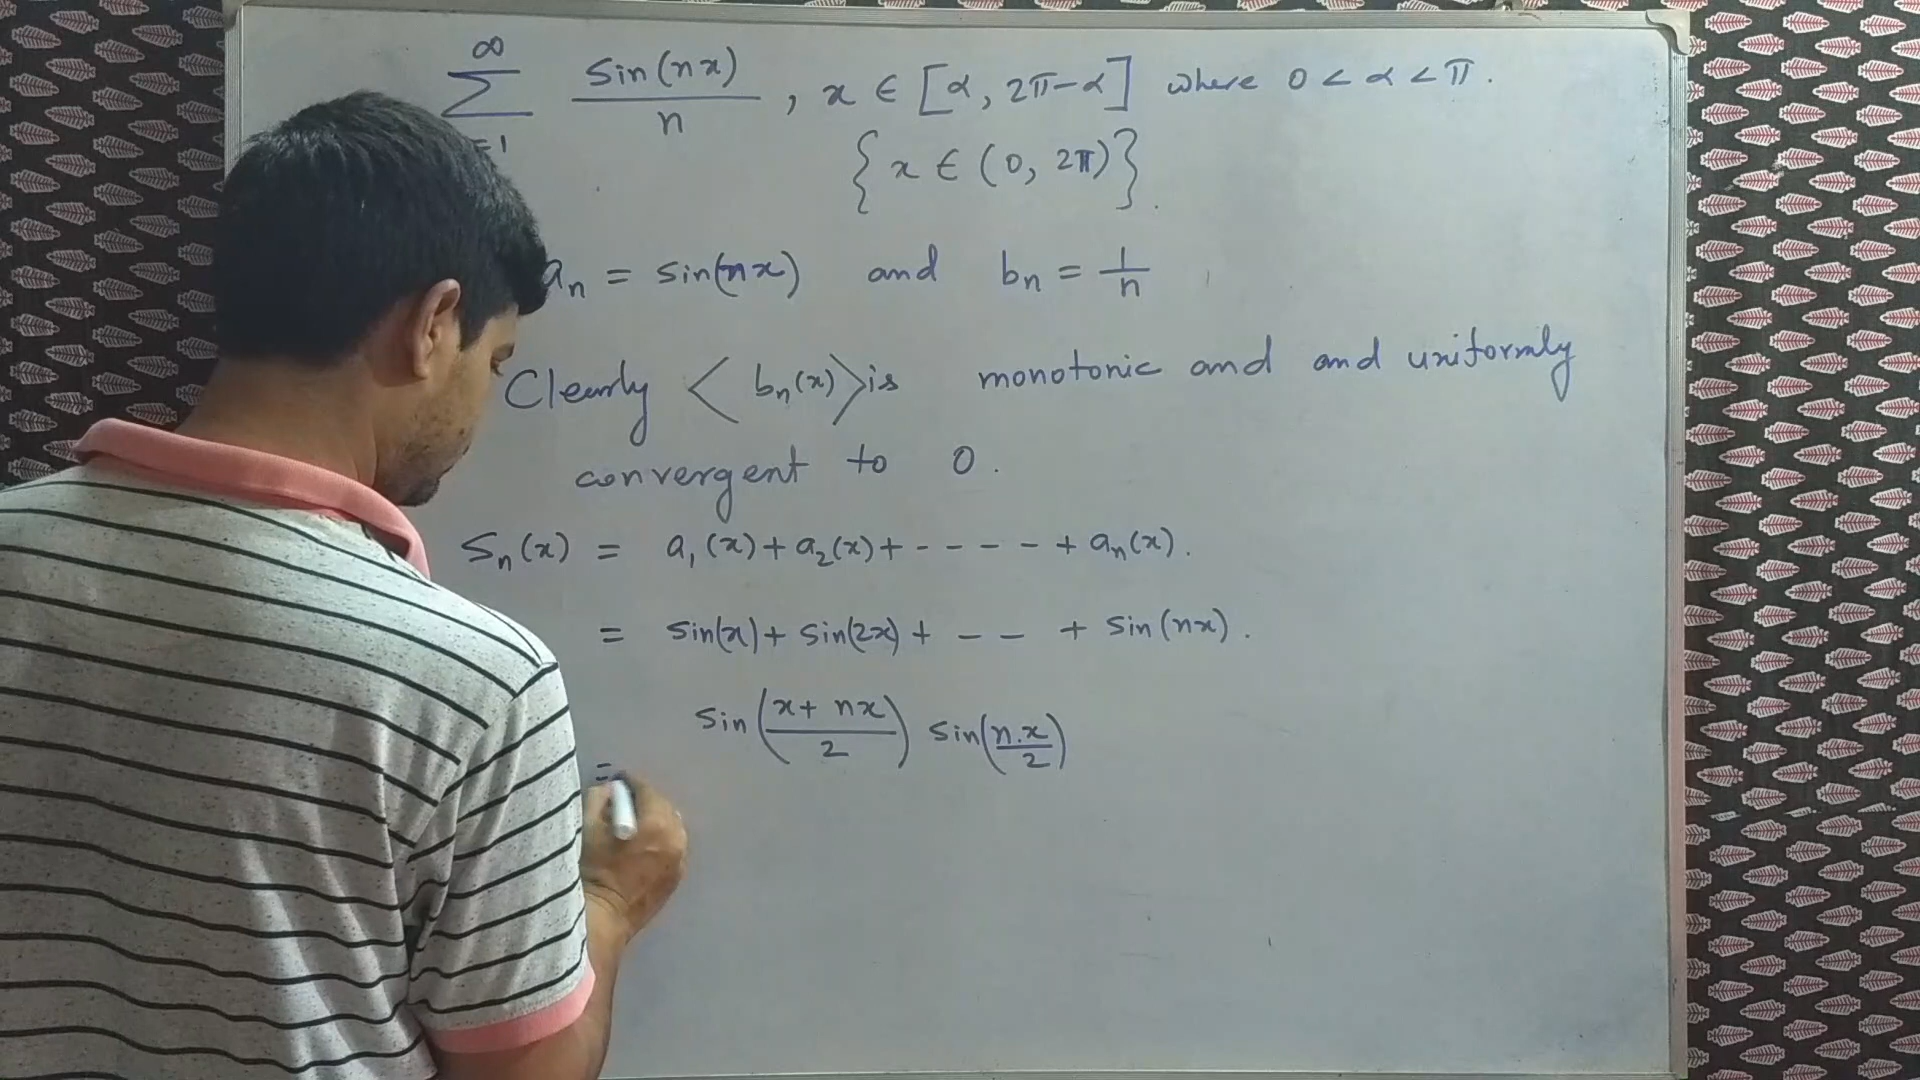 ∞
∑ sin(nx)/n , x ∈ [α, 2π-α] where 0 < α < π.
=1
{x ∈ (0, 2π)}.
an = sin(nx) and bn = 1/n
Clearly < bn(x) > is monotonic and and uniformly
convergent to 0.
Sn(x) = a1(x) + a2(x) + - - - - - + an(x).
= sin(x) + sin(2x) + - - + sin(nx).
= sin((x + nx)/2) sin(n.x/2)